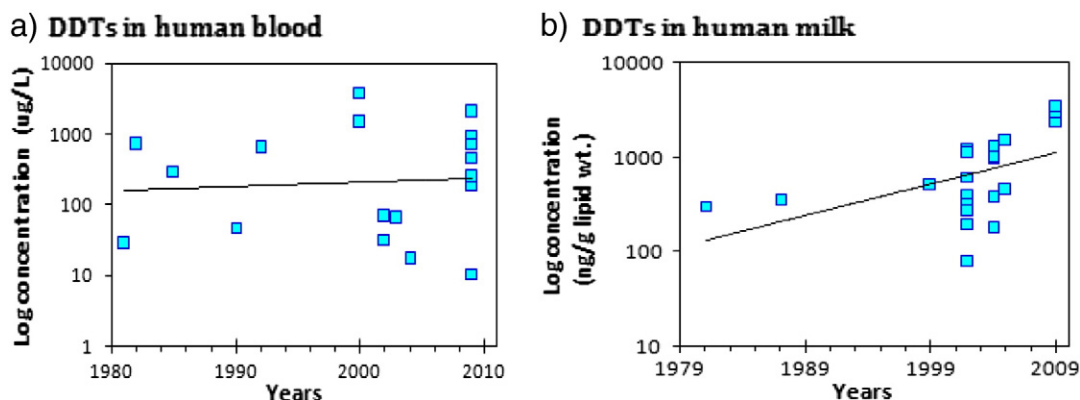 a) DDTs in human blood
Log concentration (ug/L)
10000
1000
100
10
1
1980
1990
2000
2010
Years
b) DDTs in human milk
Log concentration
(ng/g lipid wt.)
10000
1000
100
10
1979
1989
1999
2009
Years